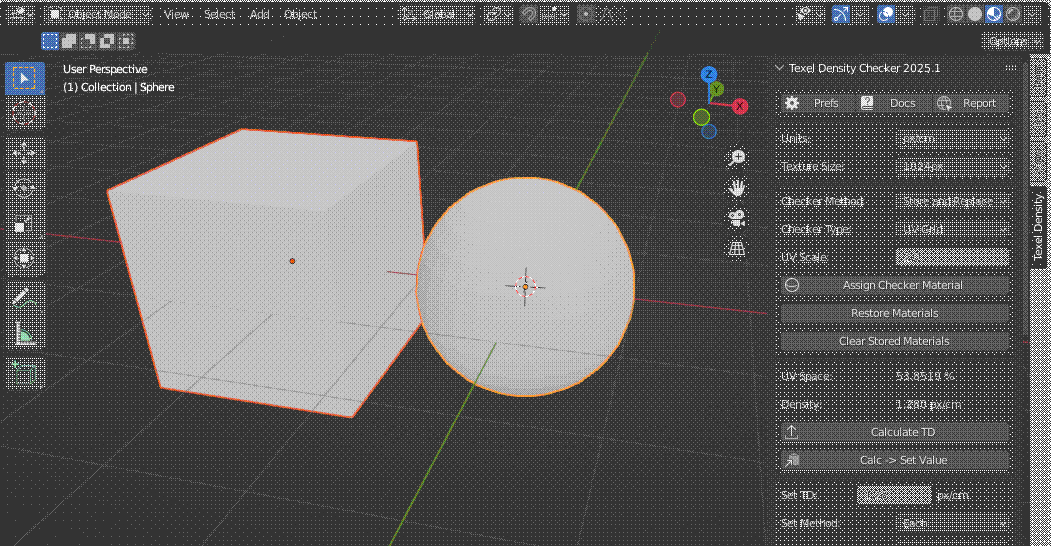 Object Mode View Select Add Object Global
Options
User Perspective
(1) Collection | Sphere
Z
Y
X
Texel Density Checker 2025.1
Prefs Docs Report
Units: px/cm
Texture Size: 1024px
Checker Method: Store and Replace
Checker Type: UV Grid
UV Scale:
Assign Checker Material
Restore Materials
Clear Stored Materials
UV Space: 53.8519 %
Density: 1.280 px/cm
Calculate TD
Calc -> Set Value
Set TD: px/cm
Set Method: Each
Texel Density